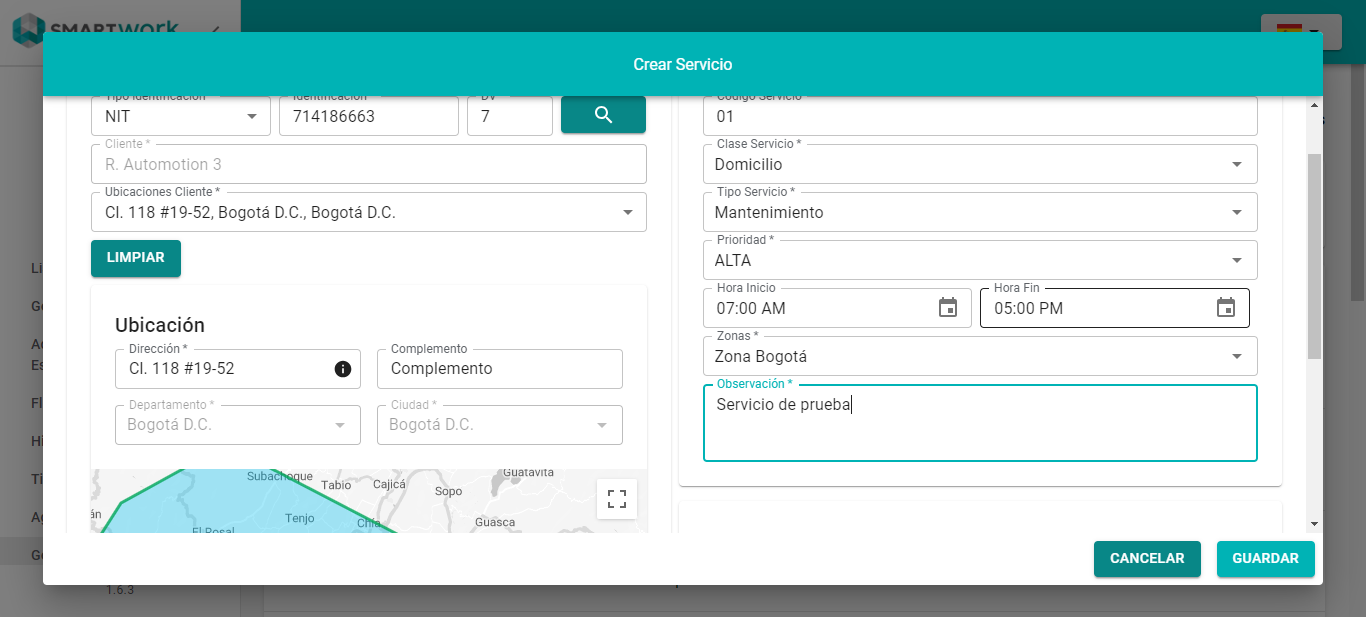 SMARTWORK
Crear Servicio
Tipo Identificación
NIT
Identificación
714186663
DV
7
Cliente *
R. Automotion 3
Ubicaciones Cliente *
Cl. 118 #19-52, Bogotá D.C., Bogotá D.C.
LIMPIAR
Ubicación
Dirección *
Cl. 118 #19-52
Complemento
Complemento
Departamento *
Bogotá D.C.
Ciudad *
Bogotá D.C.
Subachoque
Tabio
Cajicá
Sopo
Guatavita
Tenjo
Chía
Guasca
El Rosal
Código Servicio
01
Clase Servicio *
Domicilio
Tipo Servicio *
Mantenimiento
Prioridad *
ALTA
Hora Inicio
07:00 AM
Hora Fin
05:00 PM
Zonas *
Zona Bogotá
Observación *
Servicio de prueba
CANCELAR
GUARDAR
1.6.3